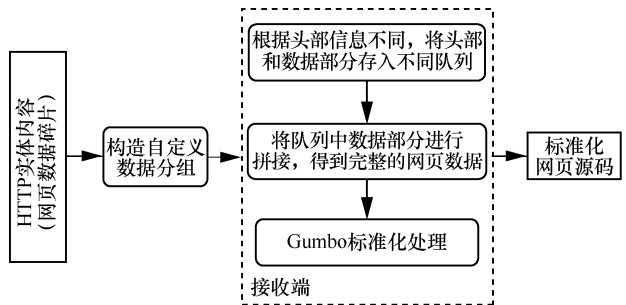 HTTP实体内容
(网页数据碎片)
构造自定义
数据分组
根据头部信息不同，将头部
和数据部分存入不同队列
将队列中数据部分进行
拼接，得到完整的网页数据
Gumbo标准化处理
接收端
标准化
网页源码